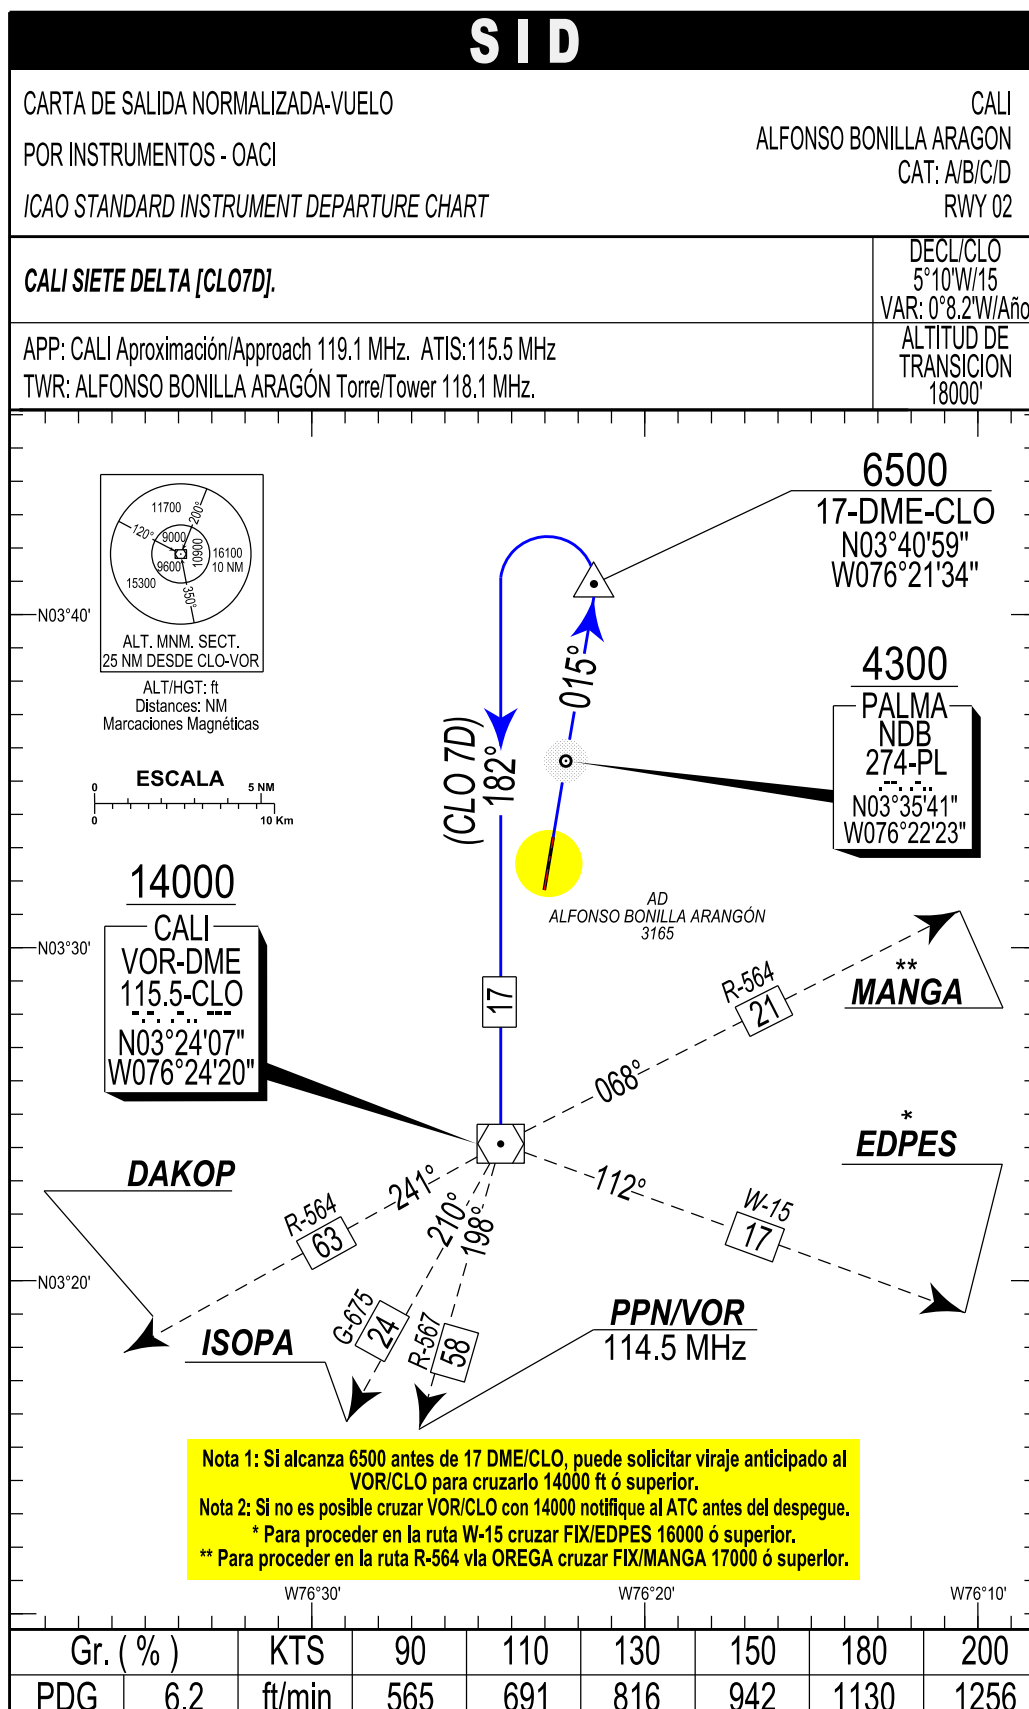 SID
CARTA DE SALIDA NORMALIZADA-VUELO
POR INSTRUMENTOS - OACI
ICAO STANDARD INSTRUMENT DEPARTURE CHART
CALI
ALFONSO BONILLA ARAGON
CAT: A/B/C/D
RWY 02
CALI SIETE DELTA [CLO7D].
DECL/CLO
5°10'W/15
VAR: 0°8.2'W/Año
APP: CALI Aproximación/Approach 119.1 MHz. ATIS:115.5 MHz
TWR: ALFONSO BONILLA ARAGÓN Torre/Tower 118.1 MHz.
ALTITUD DE
TRANSICION
18000'
6500
17-DME-CLO
N03°40'59"
W076°21'34"
11700
200°
120°
9000
10900
16100
10 NM
9600
15300
350°
ALT. MNM. SECT.
25 NM DESDE CLO-VOR
ALT/HGT: ft
Distances: NM
Marcaciones Magnéticas
N03°40'
015°
4300
PALMA
NDB
274-PL
N03°35'41"
W076°22'23"
(CLO 7D)
182°
ESCALA
0
5 NM
0
10 Km
14000
CALI
VOR-DME
115.5-CLO
N03°24'07"
W076°24'20"
AD
ALFONSO BONILLA ARANGÓN
3165
N03°30'
17
R-564
21
068°
**
MANGA
*
EDPES
112°
W-15
17
DAKOP
R-564
63
241°
210°
198°
N03°20'
G-675
24
R-567
58
ISOPA
PPN/VOR
114.5 MHz
Nota 1: Si alcanza 6500 antes de 17 DME/CLO, puede solicitar viraje anticipado al
VOR/CLO para cruzarlo 14000 ft ó superior.
Nota 2: Si no es posible cruzar VOR/CLO con 14000 notifique al ATC antes del despegue.
* Para proceder en la ruta W-15 cruzar FIX/EDPES 16000 ó superior.
** Para proceder en la ruta R-564 vla OREGA cruzar FIX/MANGA 17000 ó superlor.
W76°30'
W76°20'
W76°10'
Gr. ( % ) KTS 90 110 130 150 180 200
PDG 6.2 ft/min 565 691 816 942 1130 1256